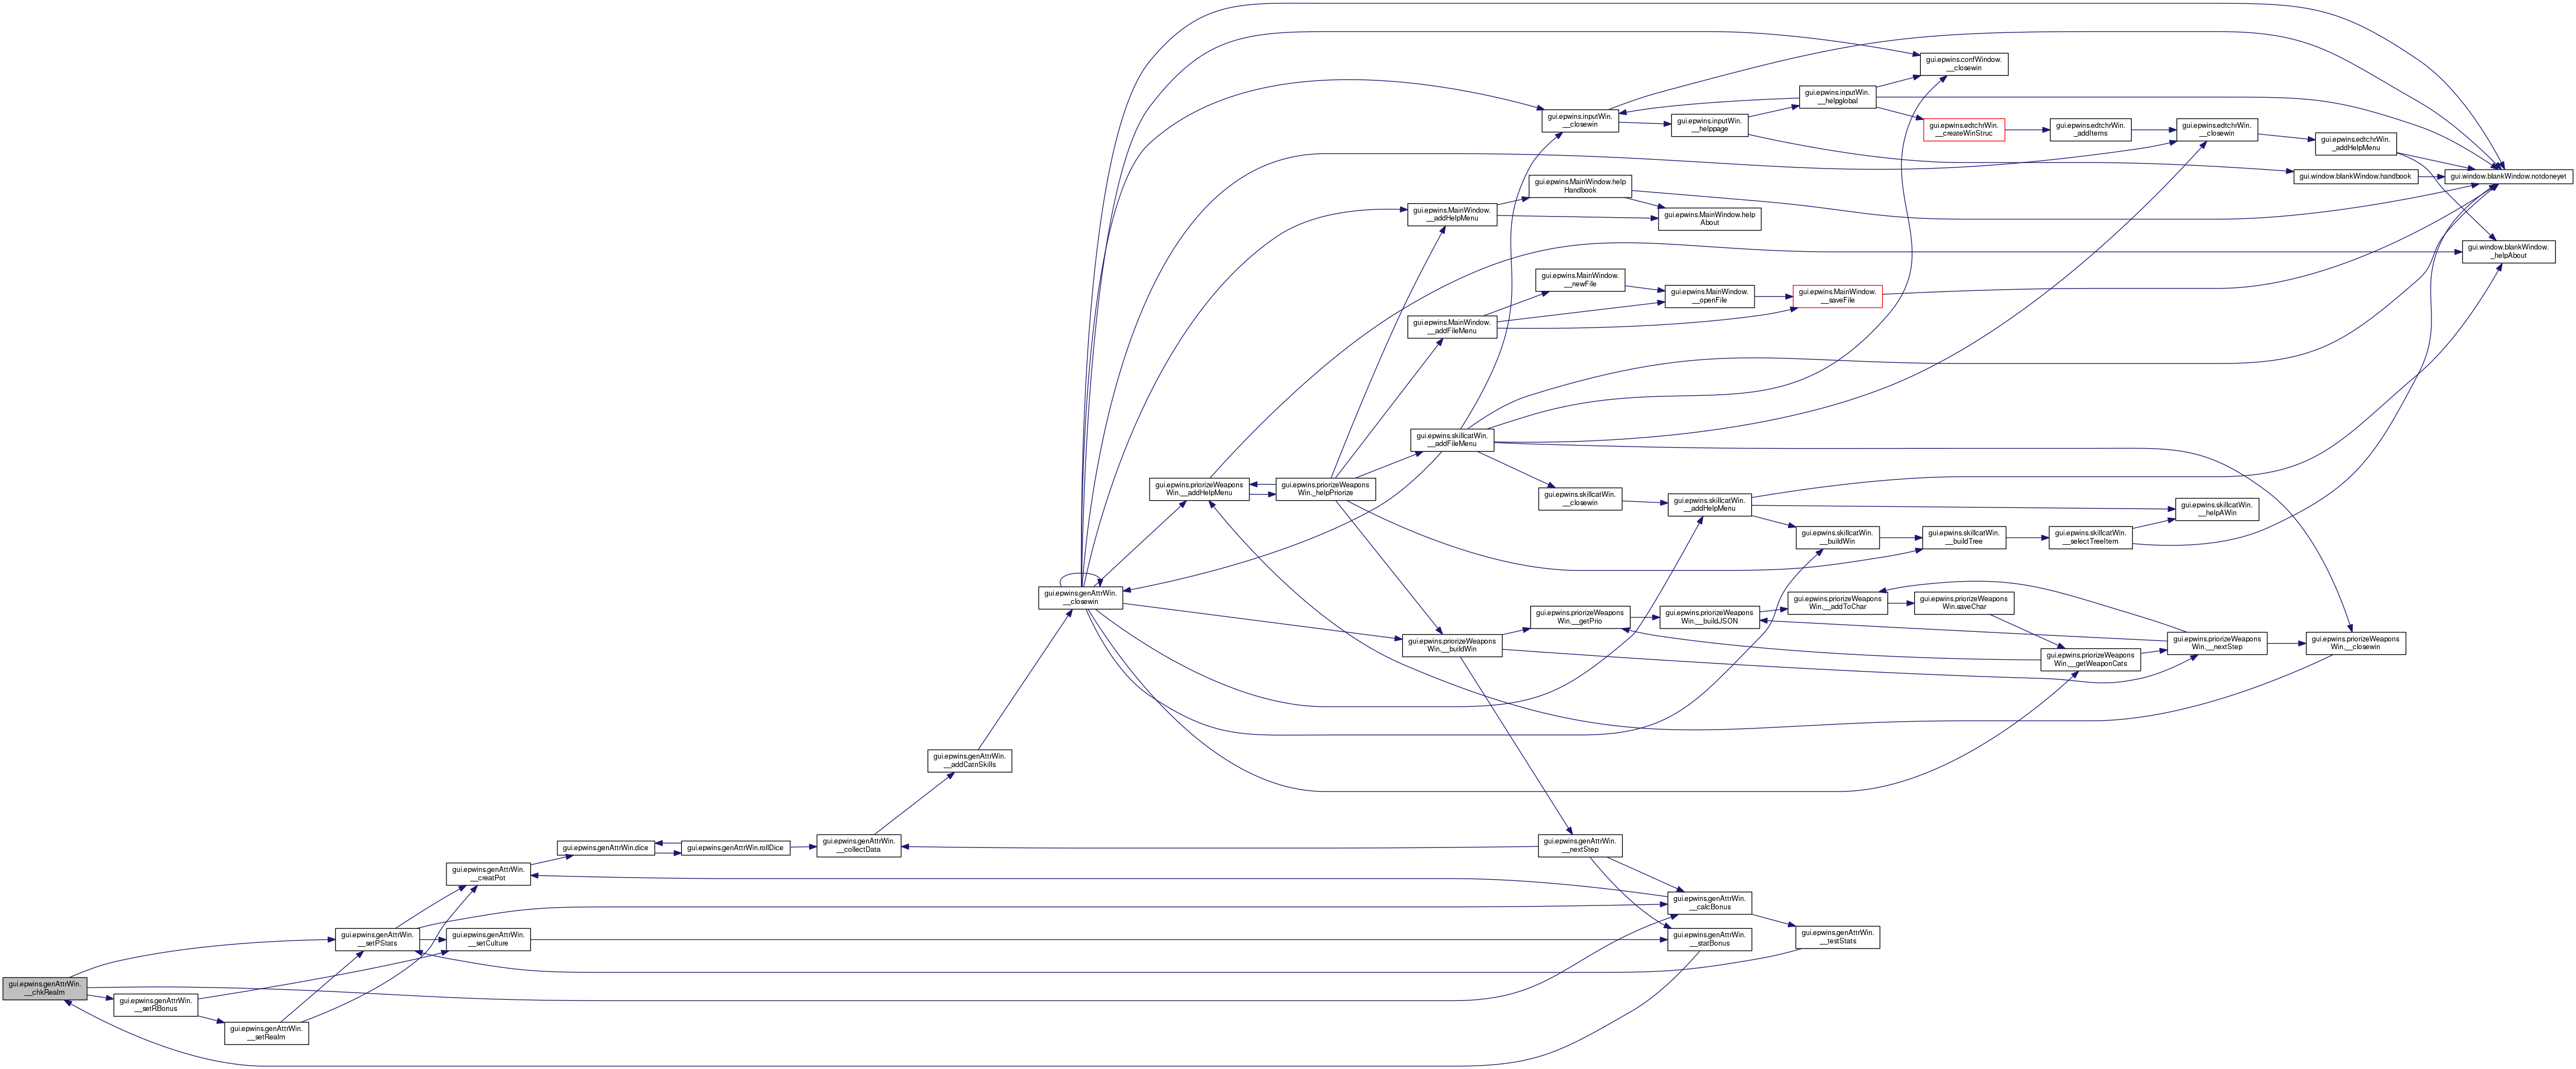 gui.epwins.confWindow.
__closewin
gui.epwins.inputWin.
__helpglobal
gui.epwins.inputWin.
__closewin
gui.epwins.inputWin.
__helppage
gui.epwins.edtchrWin.
__createWinStruc
gui.epwins.edtchrWin.
_addItems
gui.epwins.edtchrWin.
__closewin
gui.epwins.edtchrWin.
_addHelpMenu
gui.window.blankWindow.handbook
gui.window.blankWindow.notdoneyet
gui.epwins.MainWindow.help
Handbook
gui.epwins.MainWindow.
__addHelpMenu
gui.epwins.MainWindow.help
About
gui.window.blankWindow.
_helpAbout
gui.epwins.MainWindow.
__newFile
gui.epwins.MainWindow.
__openFile
gui.epwins.MainWindow.
__saveFile
gui.epwins.MainWindow.
__addFileMenu
gui.epwins.skillcatWin.
__addFileMenu
gui.epwins.priorizeWeapons
Win.__addHelpMenu
gui.epwins.priorizeWeapons
Win._helpPriorize
gui.epwins.skillcatWin.
__closewin
gui.epwins.skillcatWin.
__addHelpMenu
gui.epwins.skillcatWin.
__helpAWin
gui.epwins.skillcatWin.
__buildWin
gui.epwins.skillcatWin.
__buildTree
gui.epwins.skillcatWin.
__selectTreeItem
gui.epwins.genAttrWin.
__closewin
gui.epwins.priorizeWeapons
Win.__getPrio
gui.epwins.priorizeWeapons
Win.__buildJSON
gui.epwins.priorizeWeapons
Win.__addToChar
gui.epwins.priorizeWeapons
Win.saveChar
gui.epwins.priorizeWeapons
Win.__buildWin
gui.epwins.priorizeWeapons
Win.__getWeaponCats
gui.epwins.priorizeWeapons
Win.__nextStep
gui.epwins.priorizeWeapons
Win.__closewin
gui.epwins.genAttrWin.
__addCatnSkills
gui.epwins.genAttrWin.dice
gui.epwins.genAttrWin.rollDice
gui.epwins.genAttrWin.
__collectData
gui.epwins.genAttrWin.
__nextStep
gui.epwins.genAttrWin.
__creatPot
gui.epwins.genAttrWin.
__calcBonus
gui.epwins.genAttrWin.
__setPStats
gui.epwins.genAttrWin.
__setCulture
gui.epwins.genAttrWin.
__statBonus
gui.epwins.genAttrWin.
__testStats
gui.epwins.genAttrWin.
__chkRealm
gui.epwins.genAttrWin.
__setRBonus
gui.epwins.genAttrWin.
__setRealm